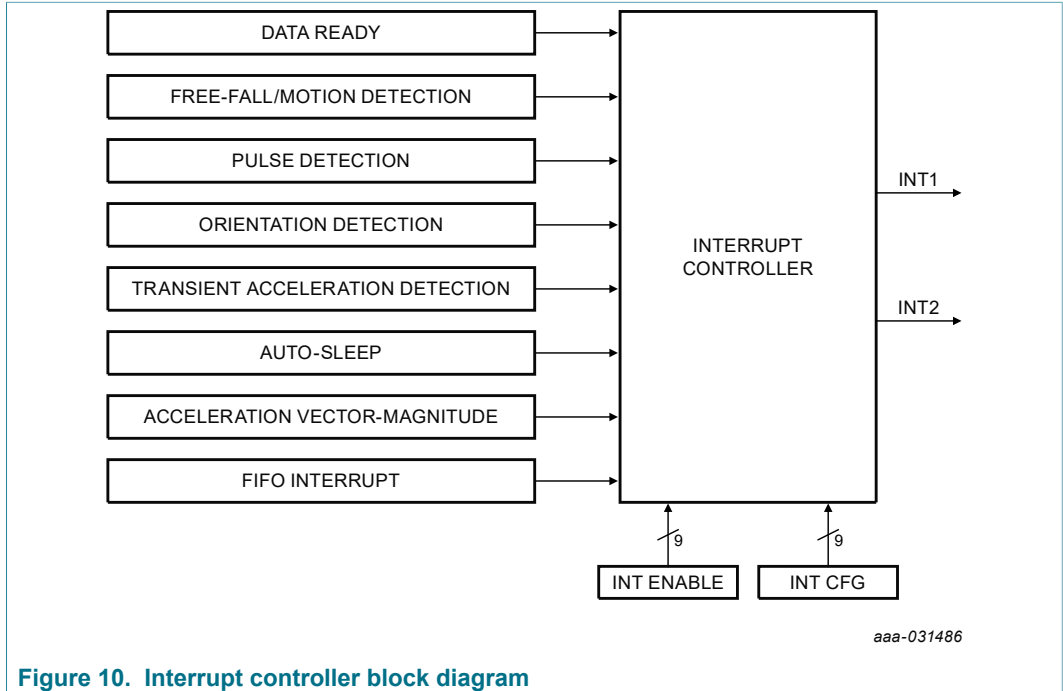 DATA READY
FREE-FALL/MOTION DETECTION
PULSE DETECTION
ORIENTATION DETECTION
TRANSIENT ACCELERATION DETECTION
AUTO-SLEEP
ACCELERATION VECTOR-MAGNITUDE
FIFO INTERRUPT
INTERRUPT
CONTROLLER
INT1
INT2
9
9
INT ENABLE
INT CFG
aaa-031486
Figure 10. Interrupt controller block diagram